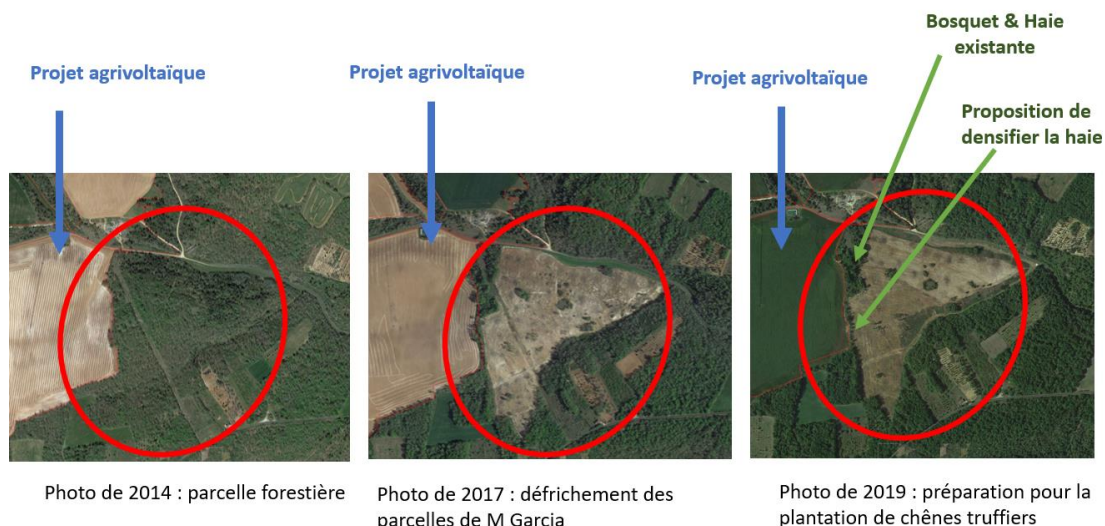 Projet agrivoltaïque
Projet agrivoltaïque
Projet agrivoltaïque
Bosquet & Haie
existante
Proposition de
densifier la haie
Photo de 2014 : parcelle forestière
Photo de 2017 : défrichement des
parcelles de M Garcia
Photo de 2019 : préparation pour la
plantation de chênes truffiers